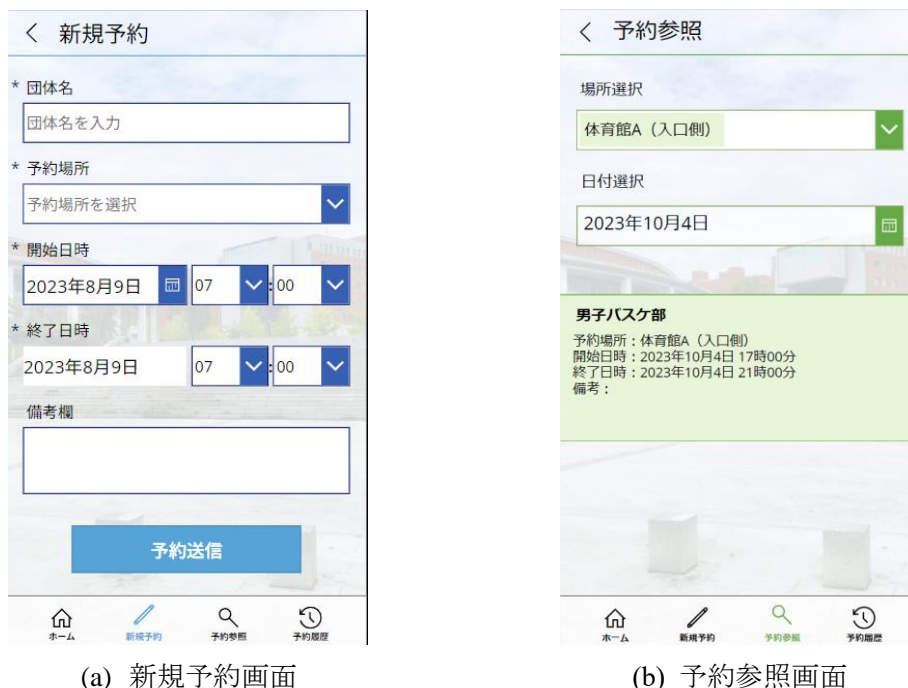 新規予約
* 団体名
団体名を入力
* 予約場所
予約場所を選択
* 開始日時
2023年8月9日 07 : 00
* 終了日時
2023年8月9日 07 : 00
備考欄
予約送信
ホーム 新規予約 予約参照 予約履歴
(a) 新規予約画面
予約参照
場所選択
体育館A（入口側）
日付選択
2023年10月4日
男子バスケ部
予約場所：体育館A（入口側）
開始日時：2023年10月4日 17時00分
終了日時：2023年10月4日 21時00分
備考：
ホーム 新規予約 予約参照 予約履歴
(b) 予約参照画面